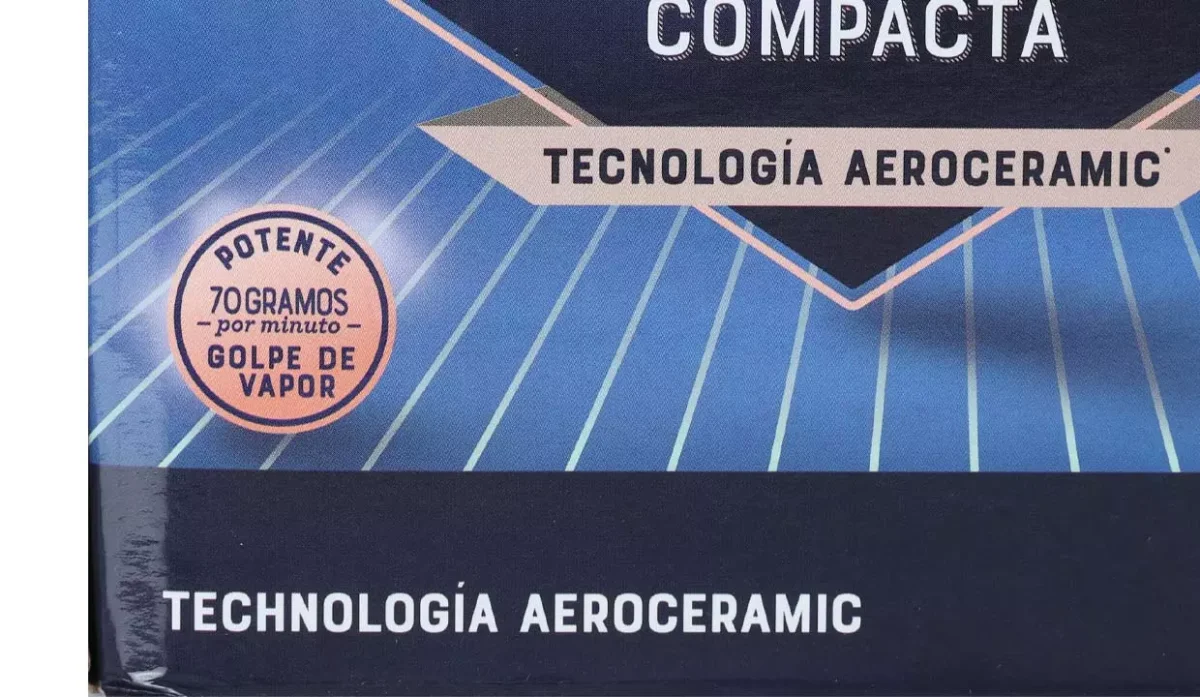 COMPACTA
TECNOLOGÍA AEROCERAMIC*
POTENTE
70 GRAMOS
– por minuto –
GOLPE DE
VAPOR
TECHNOLOGÍA AEROCERAMIC